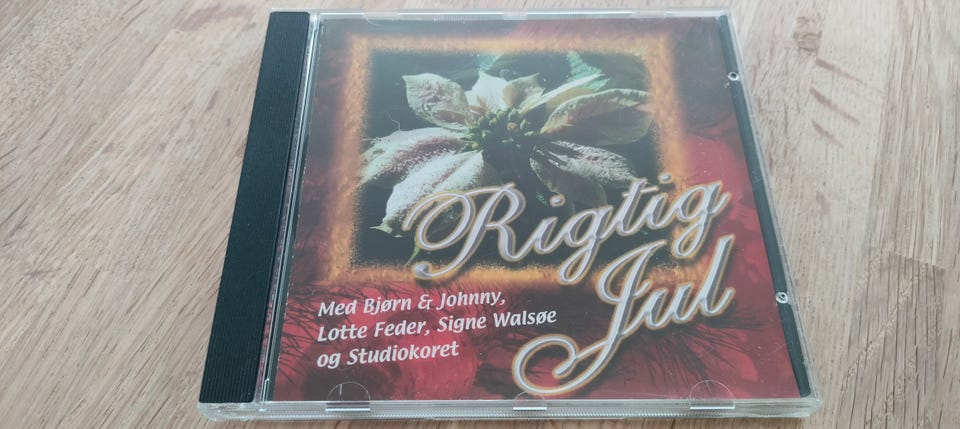 Rigtig
Jul
Med Bjørn & Johnny,
Lotte Feder, Signe Walsøe
og Studiokoret